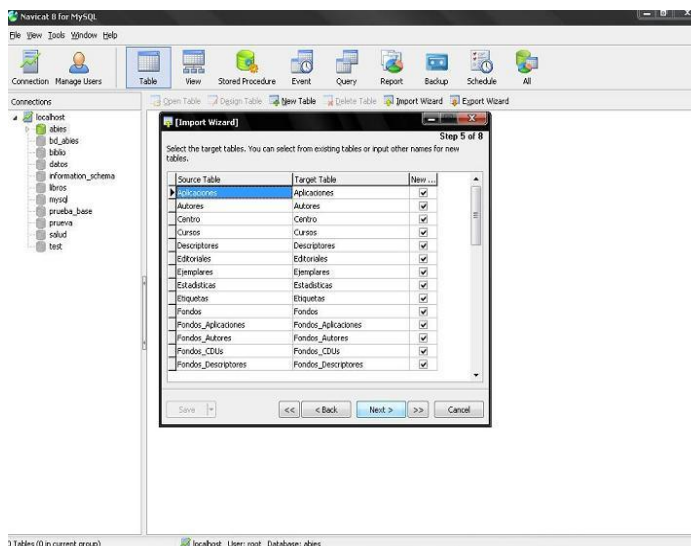 Navicat 8 for MySQL
File View Tools Window Help
Connection Manage Users Table View Stored Procedure Event Query Report Backup Schedule All
Connections
Open Table Design Table New Table Delete Table Import Wizard Export Wizard
localhost
abies
bd_abies
biblio
datos
information_schema
libros
mysql
prueba_base
prueva
salud
test
[Import Wizard]
Step 5 of 8
Select the target tables. You can select from existing tables or input other names for new
tables.
Source Table Target Table New ...
Aplicaciones Aplicaciones
Autores Autores
Centro Centro
Cursos Cursos
Descriptores Descriptores
Editoriales Editoriales
Ejemplares Ejemplares
Estadisticas Estadisticas
Etiquetas Etiquetas
Fondos Fondos
Fondos_Aplicaciones Fondos_Aplicaciones
Fondos_Autores Fondos_Autores
Fondos_CDUs Fondos_CDUs
Fondos_Descriptores Fondos_Descriptores
Save << < Back Next > >> Cancel
0 Tables (0 in current group) localhost User: root Database: abies